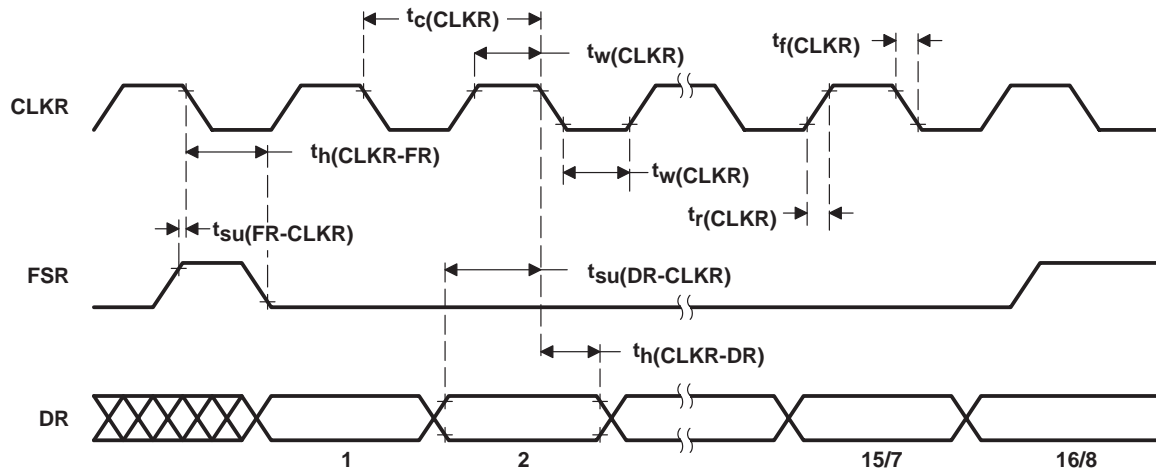 tc(CLKR)
tw(CLKR)
tf(CLKR)
CLKR
th(CLKR-FR)
tw(CLKR)
tr(CLKR)
tsu(FR-CLKR)
FSR
tsu(DR-CLKR)
th(CLKR-DR)
DR
1 2 15/7 16/8